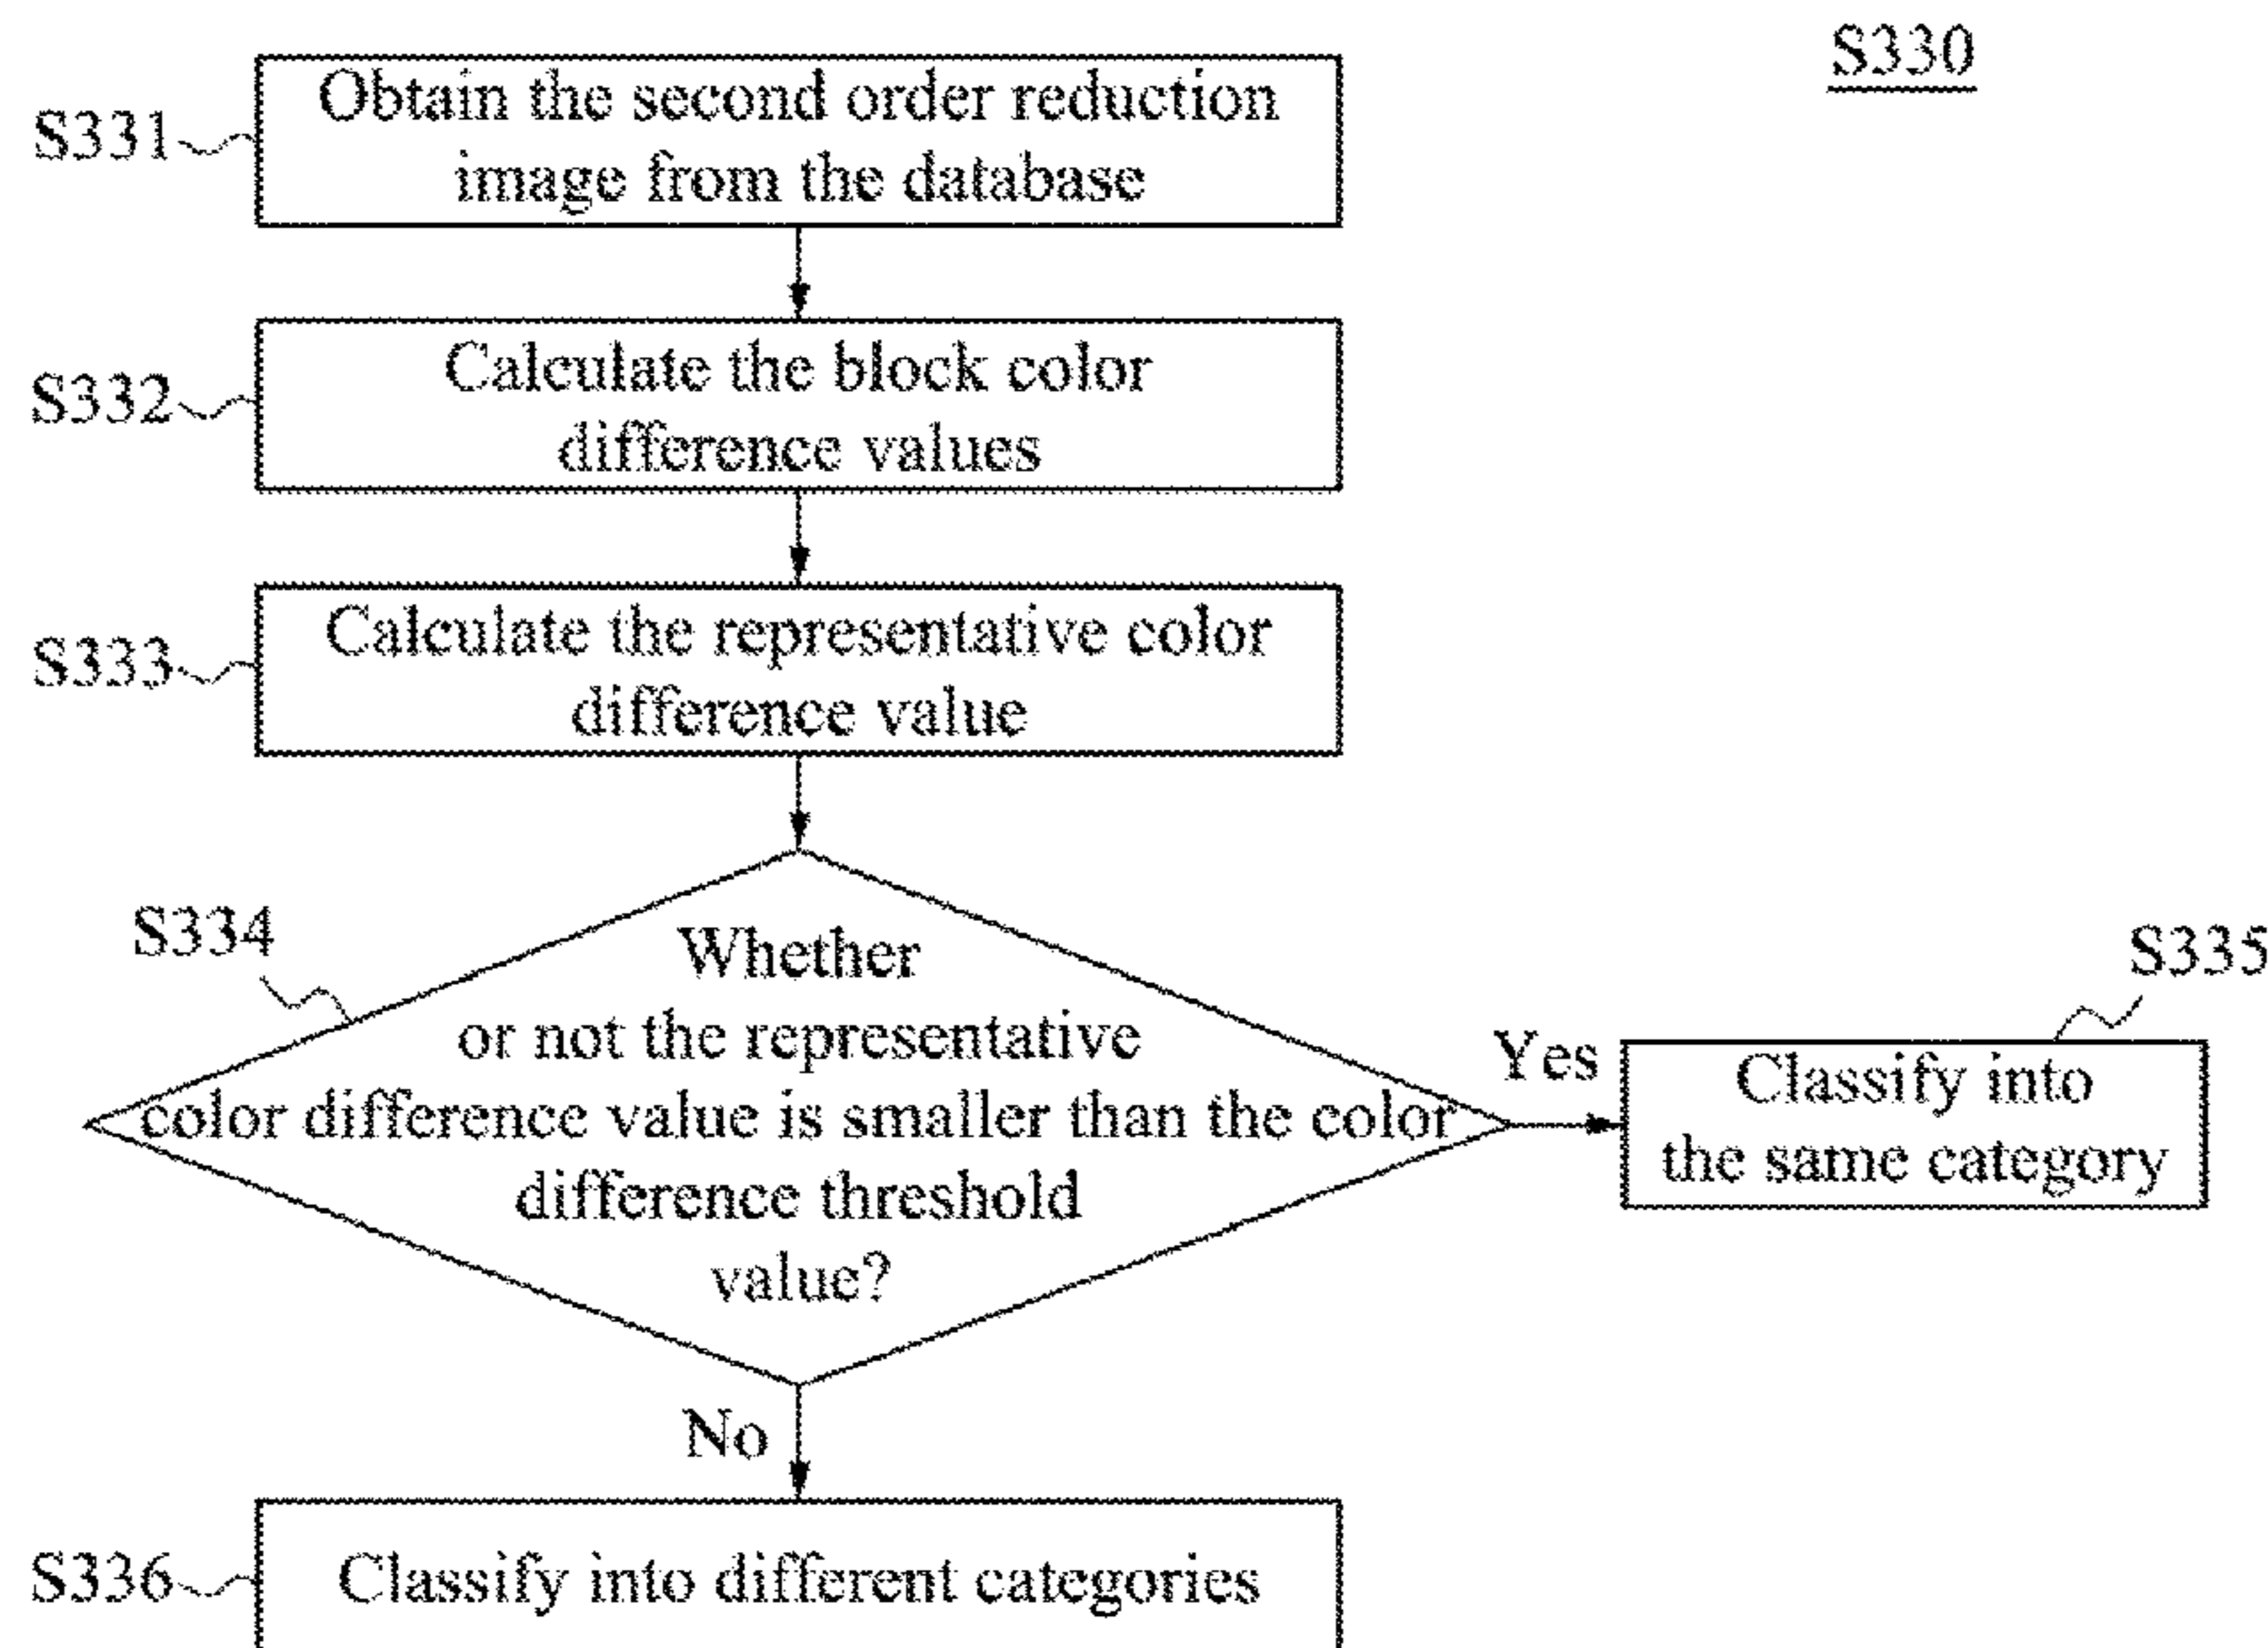 S330
S331
Obtain the second order reduction
image from the database
S332
Calculate the block color
difference values
S333
Calculate the representative color
difference value
S334
Whether
or not the representative
color difference value is smaller than the color
difference threshold
value?
Yes
S335
Classify into
the same category
No
S336
Classify into different categories